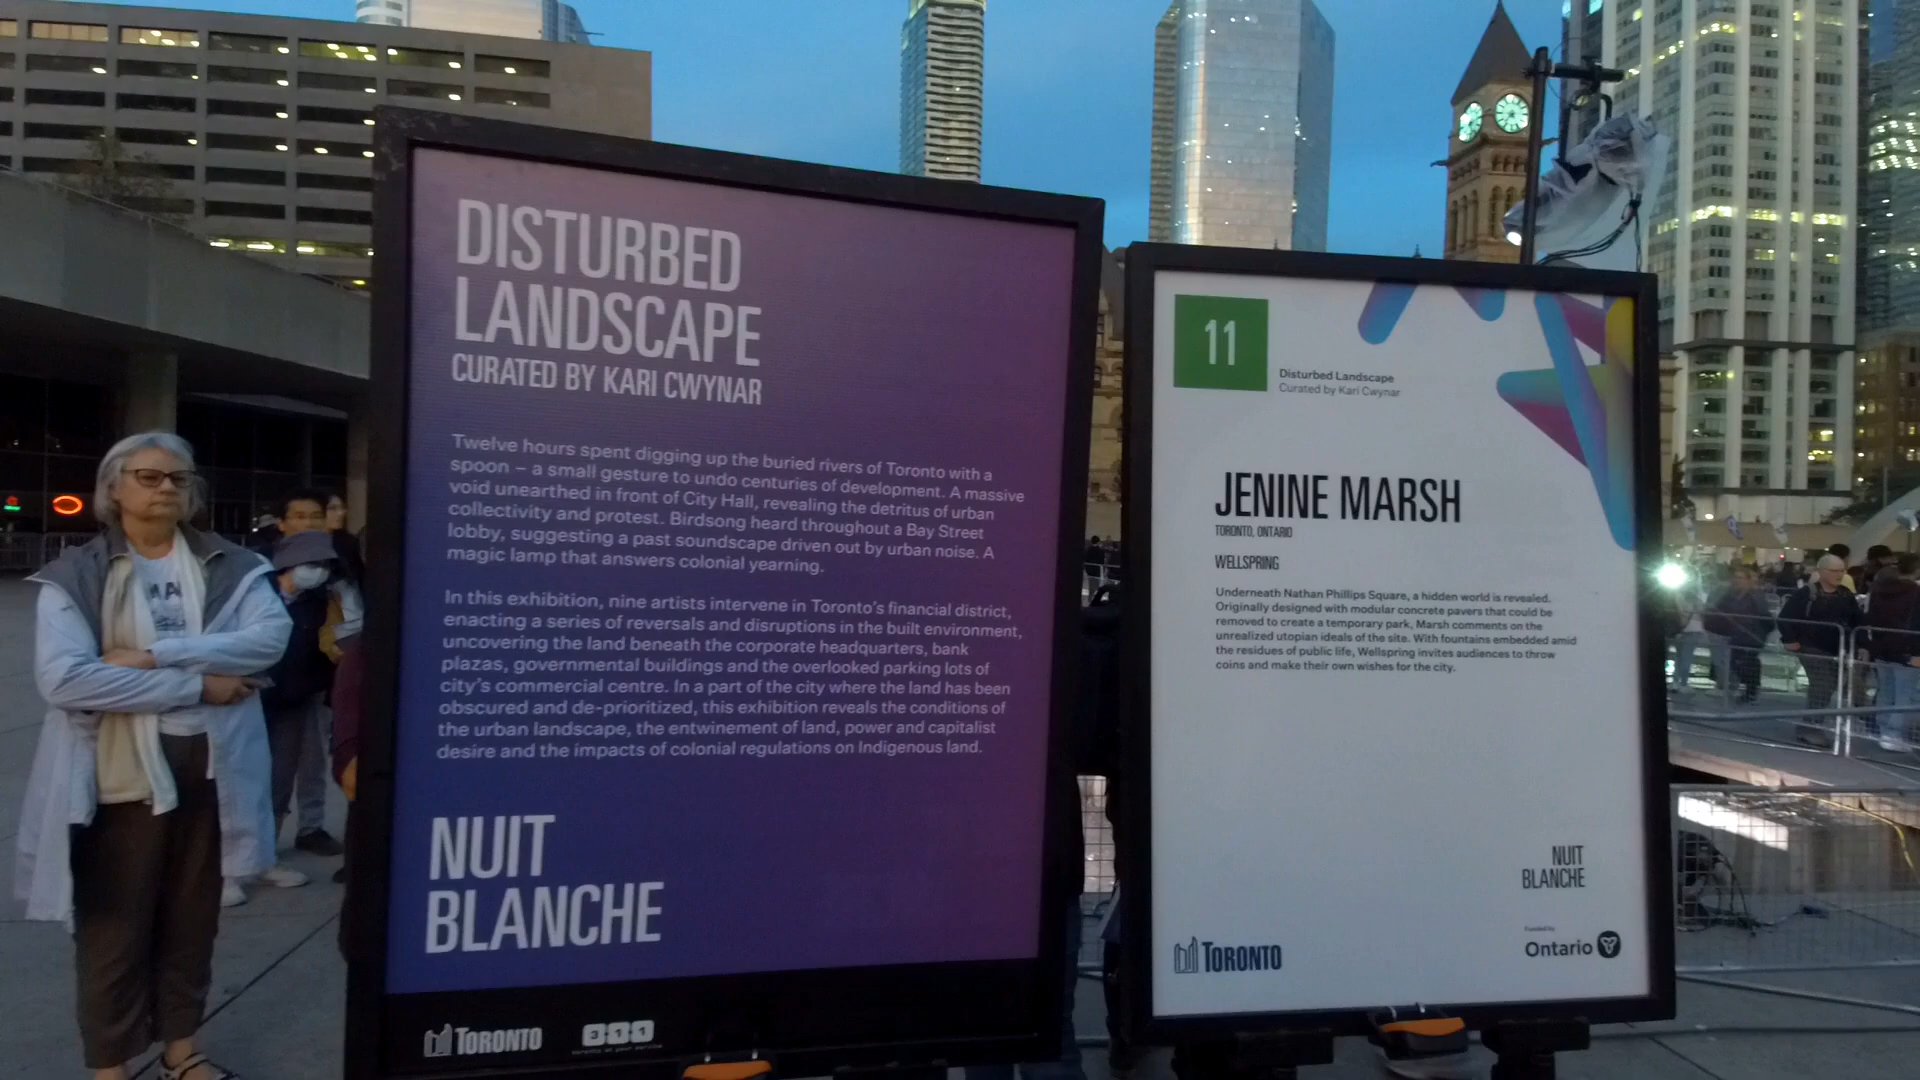 DISTURBED
LANDSCAPE
CURATED BY KARI CWYNAR
Twelve hours spent digging up the buried rivers of Toronto with a
spoon – a small gesture to undo centuries of development. A massive
void unearthed in front of City Hall, revealing the detritus of urban
collectivity and protest. Birdsong heard throughout a Bay Street
lobby, suggesting a past soundscape driven out by urban noise. A
magic lamp that answers colonial yearning.
In this exhibition, nine artists intervene in Toronto's financial district,
enacting a series of reversals and disruptions in the built environment,
uncovering the land beneath the corporate headquarters, bank
plazas, governmental buildings and the overlooked parking lots of
city's commercial centre. In a part of the city where the land has been
obscured and de-prioritized, this exhibition reveals the conditions of
the urban landscape, the entwinement of land, power and capitalist
desire and the impacts of colonial regulations on Indigenous land.
NUIT
BLANCHE
TORONTO
311
11
Disturbed Landscape
Curated by Kari Cwynar
JENINE MARSH
TORONTO, ONTARIO
WELLSPRING
Underneath Nathan Phillips Square, a hidden world is revealed.
Originally designed with modular concrete pavers that could be
removed to create a temporary park, Marsh comments on the
unrealized utopian ideals of the site. With fountains embedded amid
the residues of public life, Wellspring invites audiences to throw
coins and make their own wishes for the city.
NUIT
BLANCHE
TORONTO
Funded by
Ontario